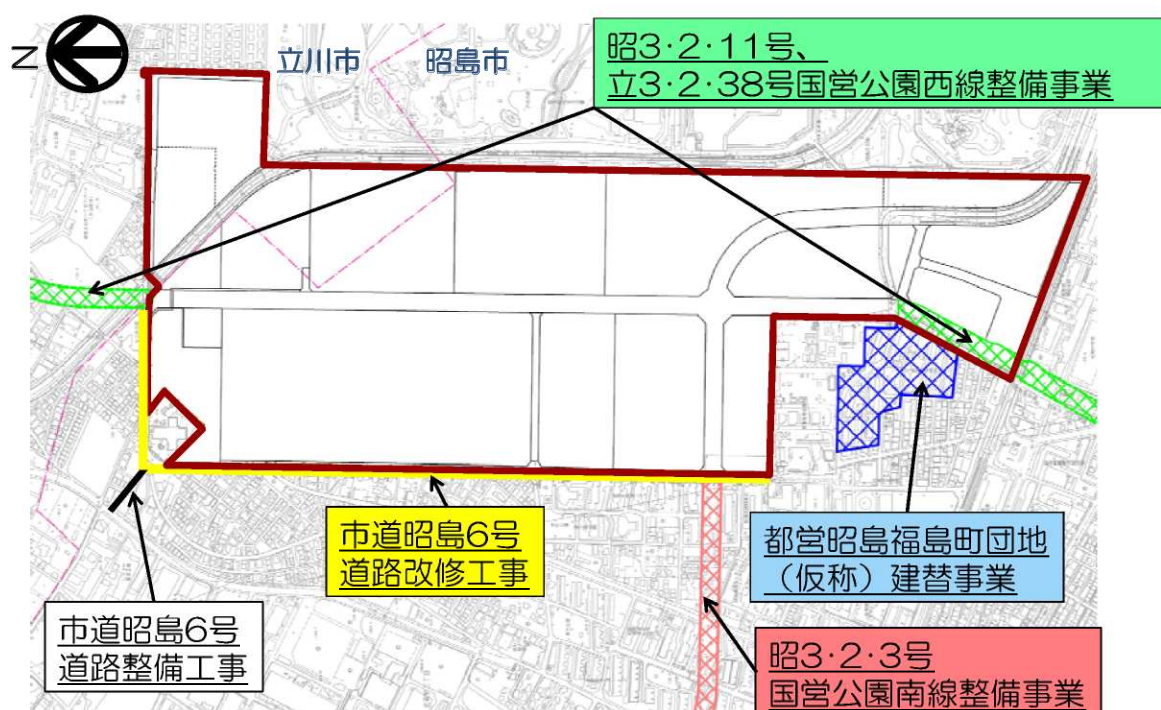 N
立川市
昭島市
昭3・2・11号、
立3・2・38号国営公園西線整備事業
市道昭島6号
道路改修工事
都営昭島福島町団地
（仮称）建替事業
市道昭島6号
道路整備工事
昭3・2・3号
国営公園南線整備事業